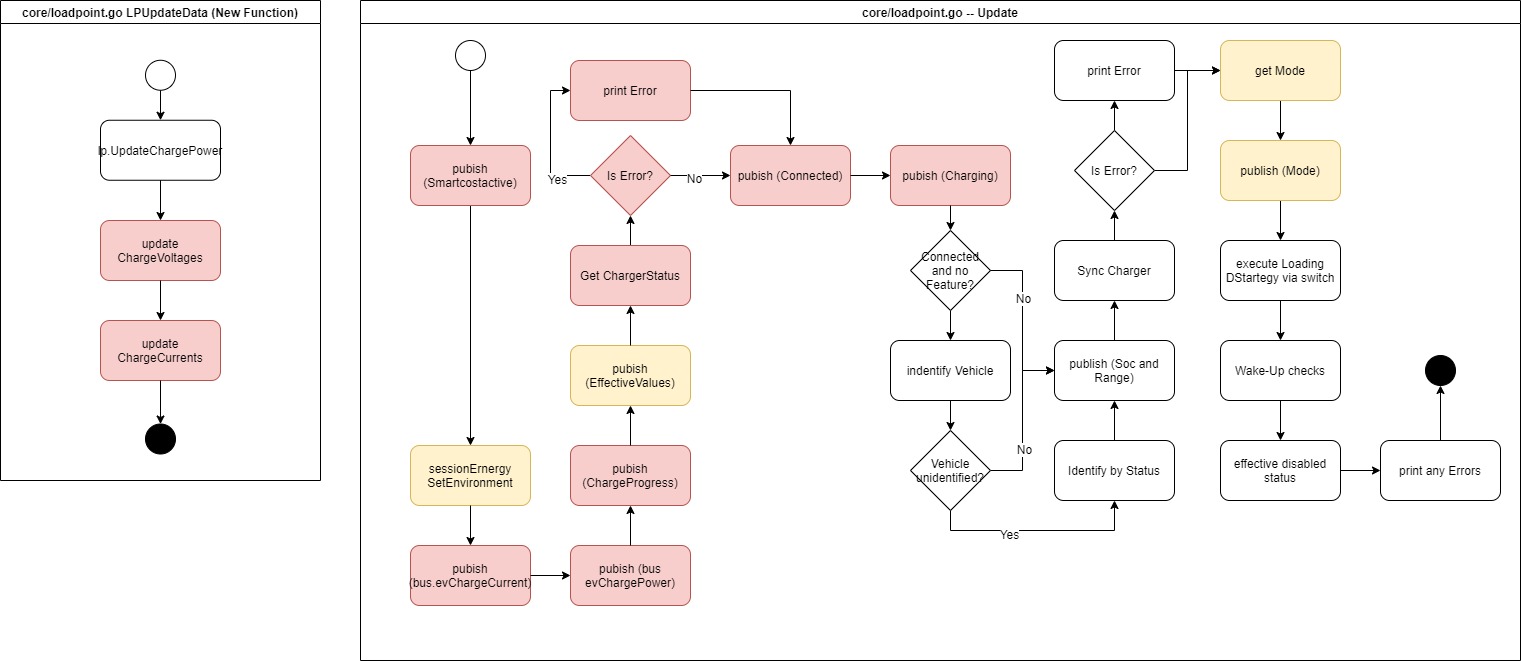 core/loadpoint.go LPUpdateData (New Function)
lp.UpdateChargePower
update
ChargeVoltages
update
ChargeCurrents
core/loadpoint.go -- Update
pubish
(Smartcostactive)
sessionErnergy
SetEnvironment
pubish
(bus.evChargeCurrent)
pubish (bus
evChargePower)
pubish
(ChargeProgress)
pubish
(EffectiveValues)
Get ChargerStatus
Is Error?
Yes
No
print Error
pubish (Connected)
pubish (Charging)
Connected
and no
Feature?
No
indentify Vehicle
Vehicle
unidentified?
No
Yes
Identify by Status
publish (Soc and
Range)
Sync Charger
Is Error?
print Error
get Mode
publish (Mode)
execute Loading
DStartegy via switch
Wake-Up checks
effective disabled
status
print any Errors